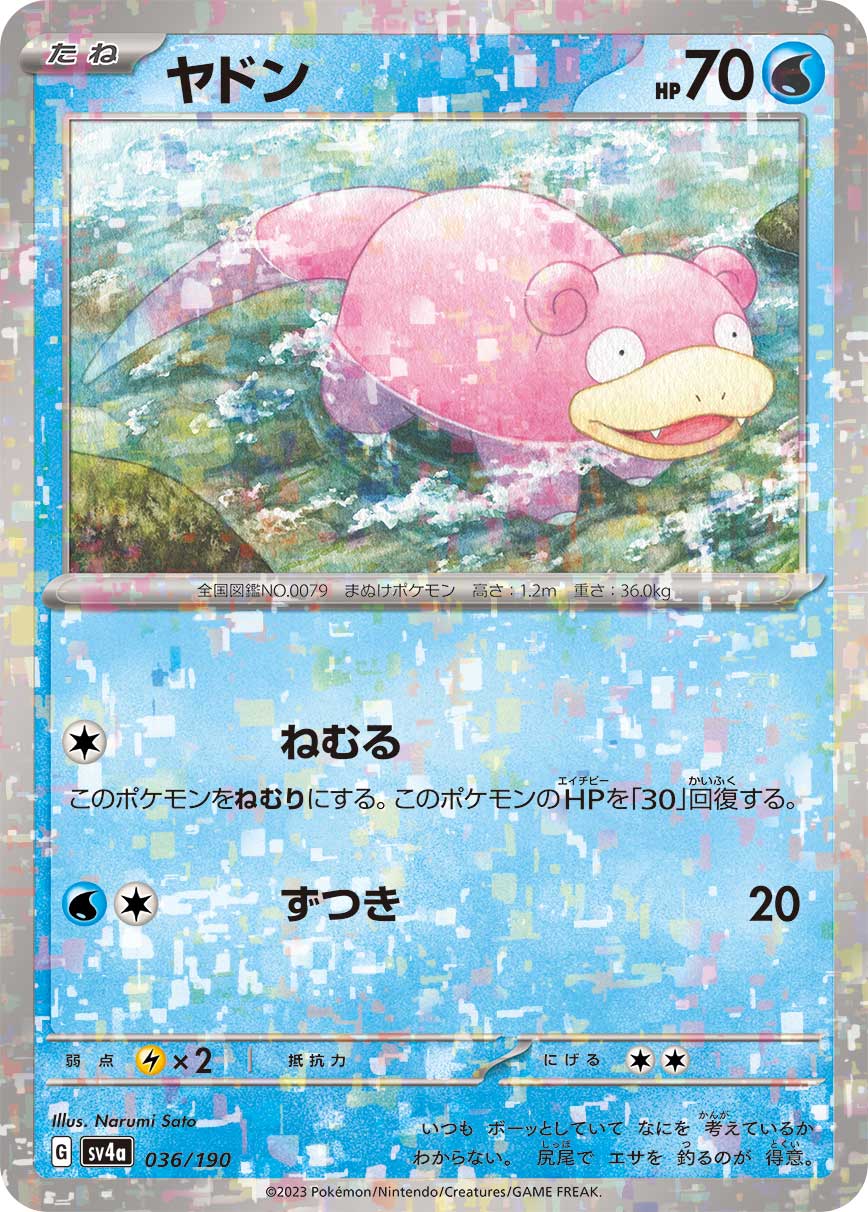 たね
ヤドン
HP70
全国図鑑NO.0079 まぬけポケモン 高さ:1.2m 重さ:36.0kg
ねむる
エイチピー かいふく
このポケモンをねむりにする。このポケモンのHPを「30」回復する。
ずつき 20
弱点 ×2 抵抗力 にげる
Illus. Narumi Sato
G sv4a 036/190
かんが
いつも ボーッとしていて なにを 考えているか
しっぽ つ とくい
わからない。 尻尾で エサを 釣るのが 得意。
©2023 Pokémon/Nintendo/Creatures/GAME FREAK.